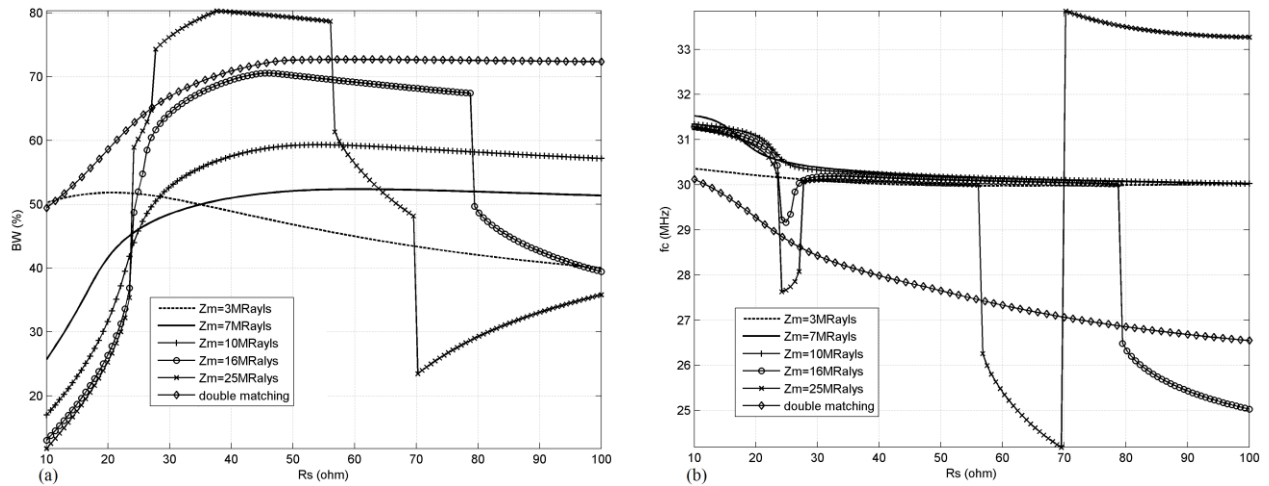 80
70
60
50
40
30
20
BW (%)
Zm=3MRayls
Zm=7MRayls
Zm=10MRayls
Zm=16MRalys
Zm=25MRalys
double matching
10 20 30 40 50 60 70 80 90 100
(a)
Rs (ohm)
33
32
31
30
29
28
27
26
25
fc (MHz)
Zm=3MRayls
Zm=7MRayls
Zm=10MRayls
Zm=16MRalys
Zm=25MRalys
double matching
10 20 30 40 50 60 70 80 90 100
(b)
Rs (ohm)